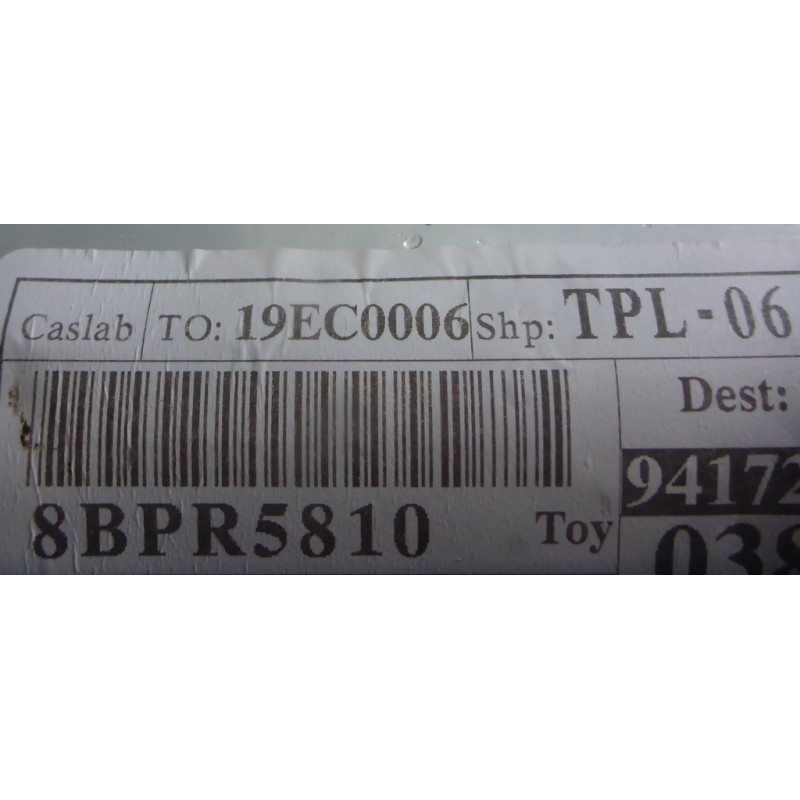 Caslab TO: 19EC0006 Shp: TPL-06
Dest:
8BPR5810 Toy